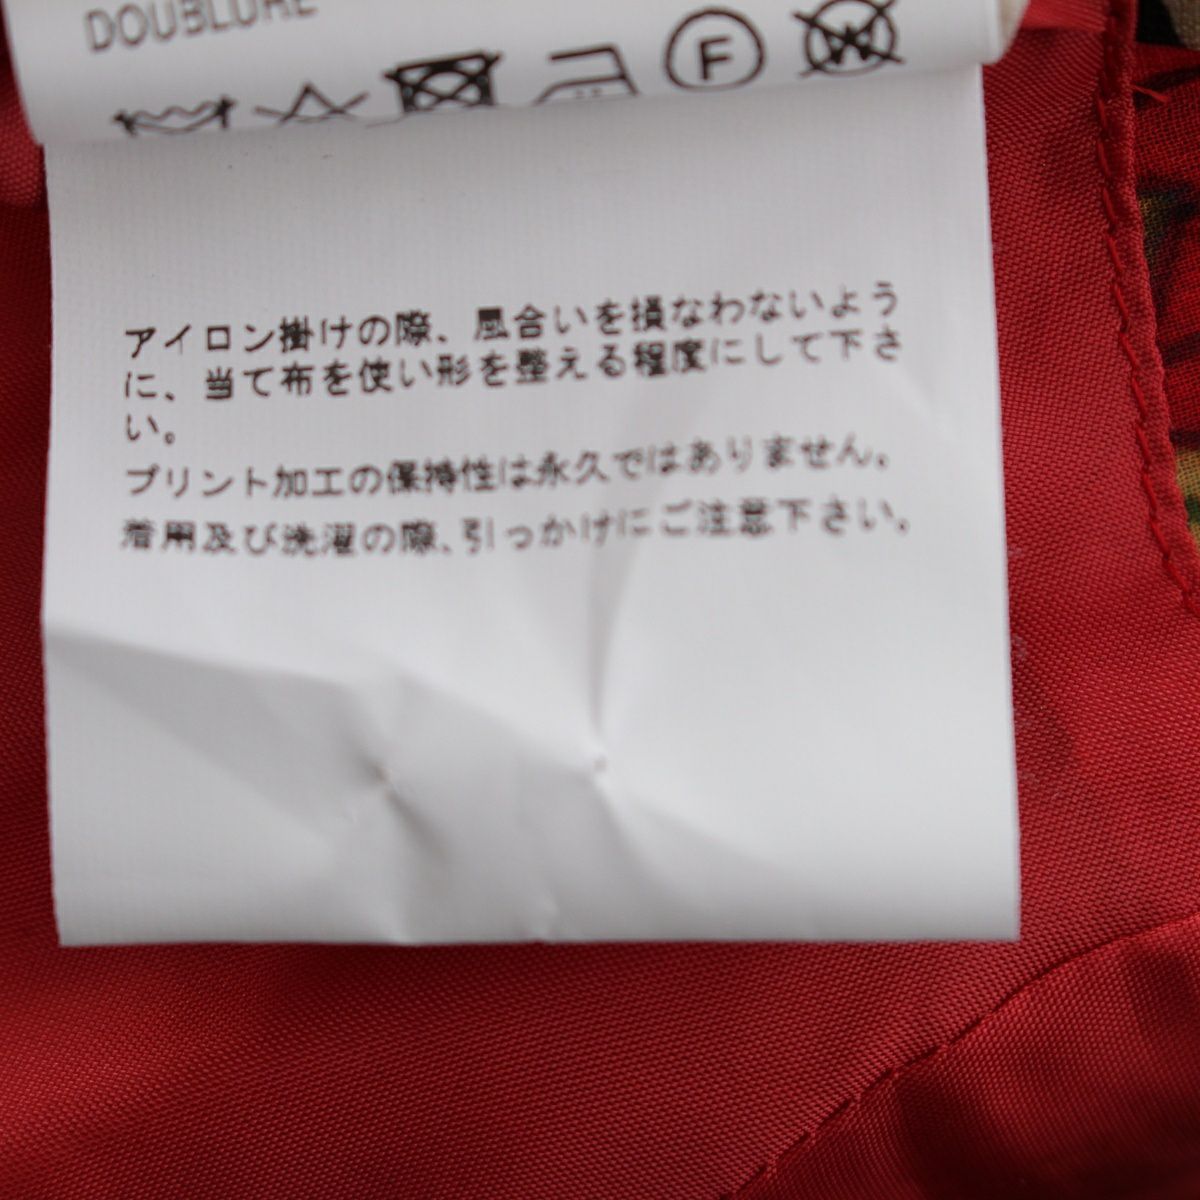 DOUBLURE
F
W
アイロン掛けの際、風合いを損なわないよう
に、当て布を使い形を整える程度にして下さ
い。
プリント加工の保持性は永久ではありません。
着用及び洗濯の際、引っかけにご注意下さい。